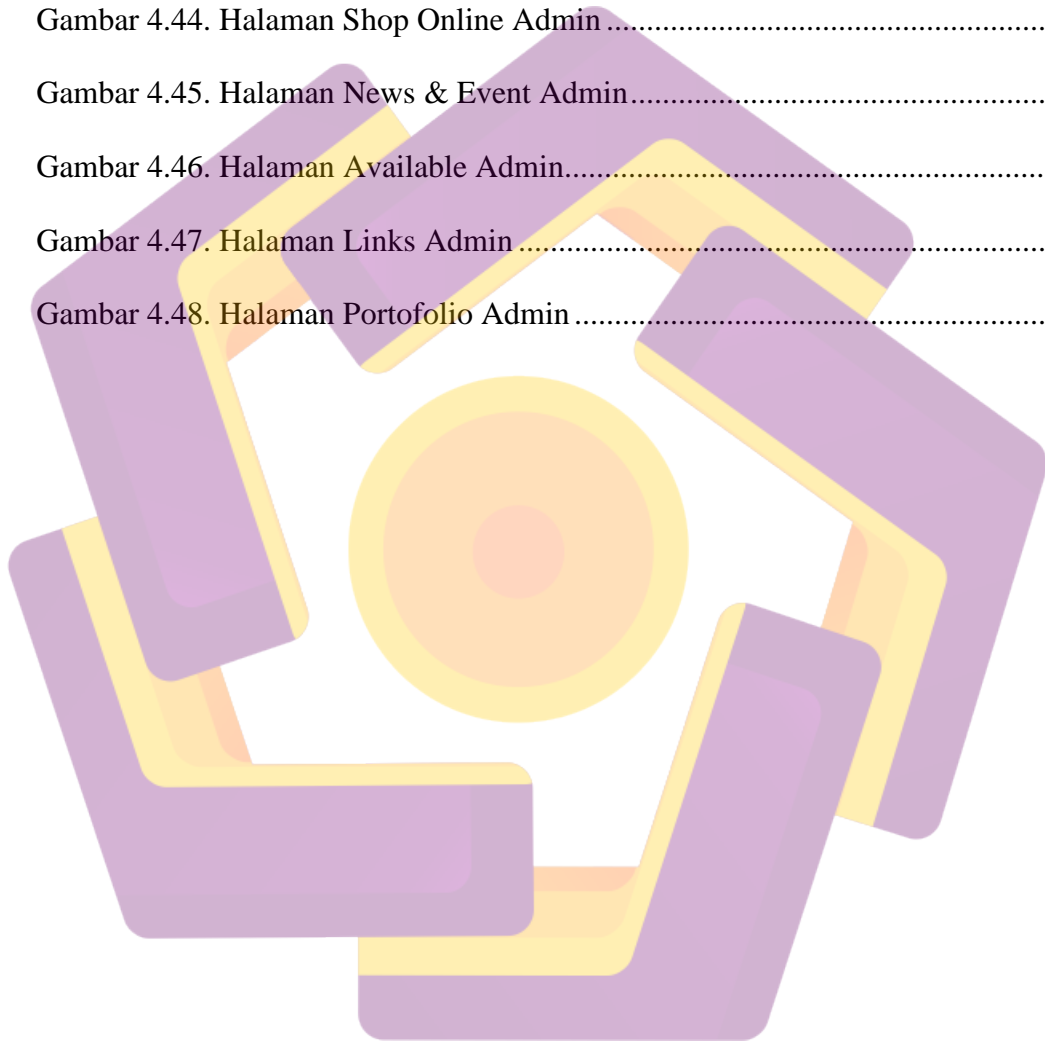 Gambar 4.44. Halaman Shop Online Admin ........................................................
Gambar 4.45. Halaman News & Event Admin.....................................................
Gambar 4.46. Halaman Available Admin.............................................................
Gambar 4.47. Halaman Links Admin ...................................................................
Gambar 4.48. Halaman Portofolio Admin ............................................................